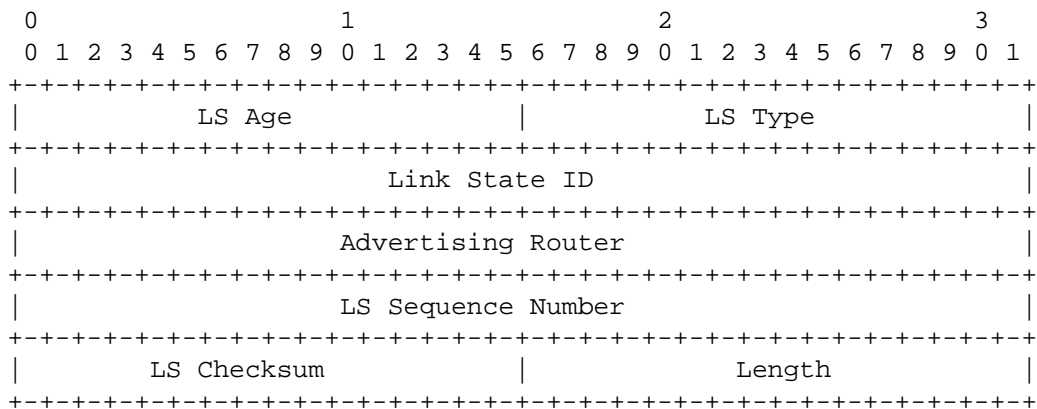 0                   1                   2                   3
 0 1 2 3 4 5 6 7 8 9 0 1 2 3 4 5 6 7 8 9 0 1 2 3 4 5 6 7 8 9 0 1
+-+-+-+-+-+-+-+-+-+-+-+-+-+-+-+-+-+-+-+-+-+-+-+-+-+-+-+-+-+-+-+-+
|           LS Age              |           LS Type             |
+-+-+-+-+-+-+-+-+-+-+-+-+-+-+-+-+-+-+-+-+-+-+-+-+-+-+-+-+-+-+-+-+
|                       Link State ID                           |
+-+-+-+-+-+-+-+-+-+-+-+-+-+-+-+-+-+-+-+-+-+-+-+-+-+-+-+-+-+-+-+-+
|                    Advertising Router                         |
+-+-+-+-+-+-+-+-+-+-+-+-+-+-+-+-+-+-+-+-+-+-+-+-+-+-+-+-+-+-+-+-+
|                    LS Sequence Number                         |
+-+-+-+-+-+-+-+-+-+-+-+-+-+-+-+-+-+-+-+-+-+-+-+-+-+-+-+-+-+-+-+-+
|        LS Checksum            |             Length            |
+-+-+-+-+-+-+-+-+-+-+-+-+-+-+-+-+-+-+-+-+-+-+-+-+-+-+-+-+-+-+-+-+